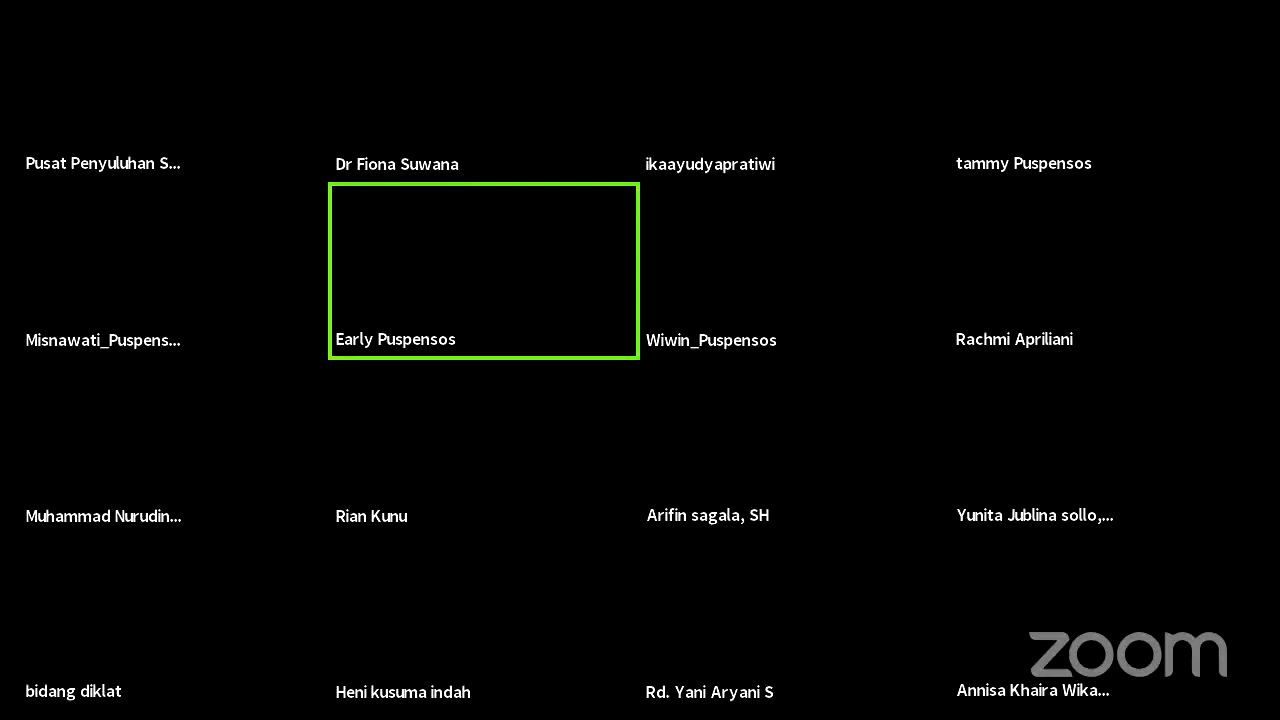 Pusat Penyuluhan S...
Dr Fiona Suwana
ikaayudyapratiwi
tammy Puspensos
Misnawati_Puspens...
Early Puspensos
Wiwin_Puspensos
Rachmi Apriliani
Muhammad Nurudin...
Rian Kunu
Arifin sagala, SH
Yunita Jublina sollo,...
bidang diklat
Heni kusuma indah
Rd. Yani Aryani S
Annisa Khaira Wika...
zoom